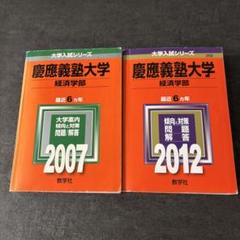 大学入試シリーズ
慶應義塾大学
経済学部
最近6カ年
大学案内
傾向と対策
問題/解答
2007
教学社
大学入試シリーズ
慶應義塾大学
経済学部
最近6カ年
傾向と対策
問題
解答
2012
教学社